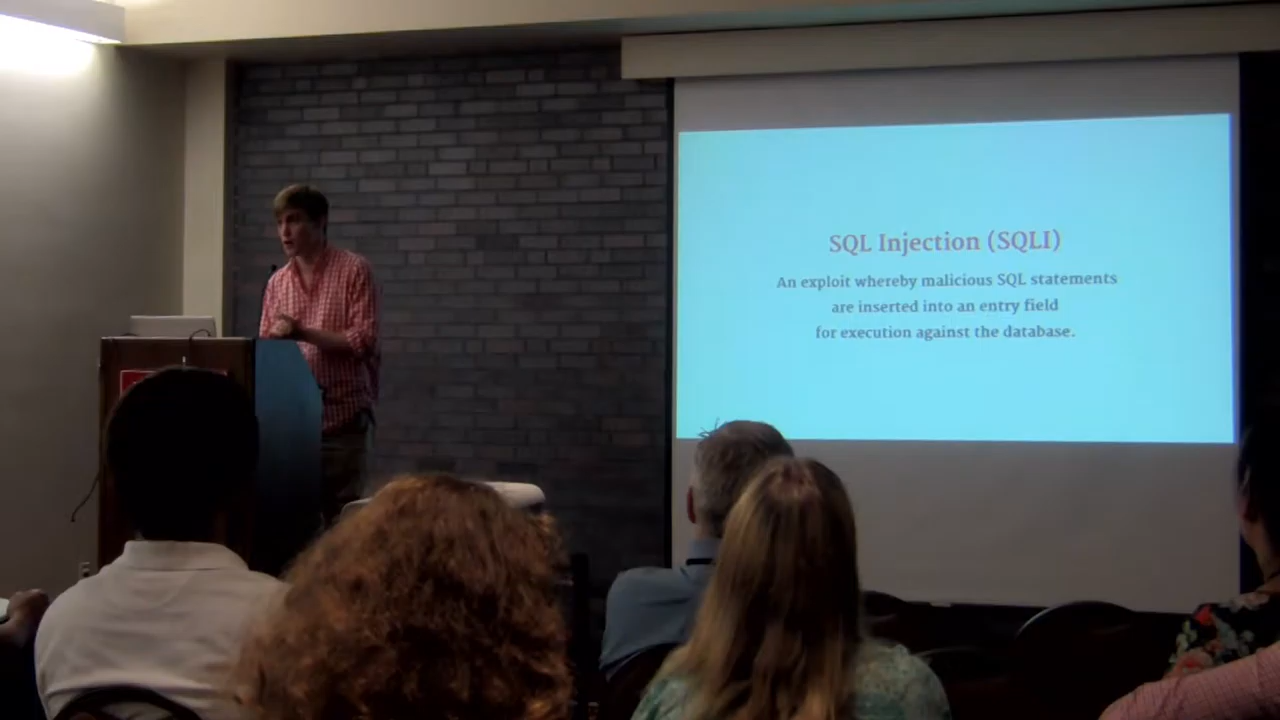 SQL Injection (SQLI)
An exploit whereby malicious SQL statements
are inserted into an entry field
for execution against the database.